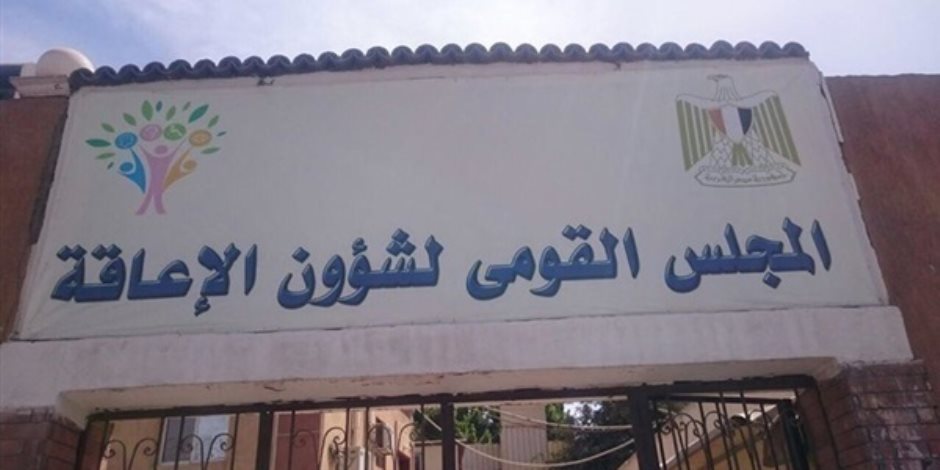 المجلس القومى لشؤون الإعاقة